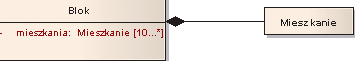 Blok
- mieszkania: Mieszkanie [10...*]
Mieszkanie